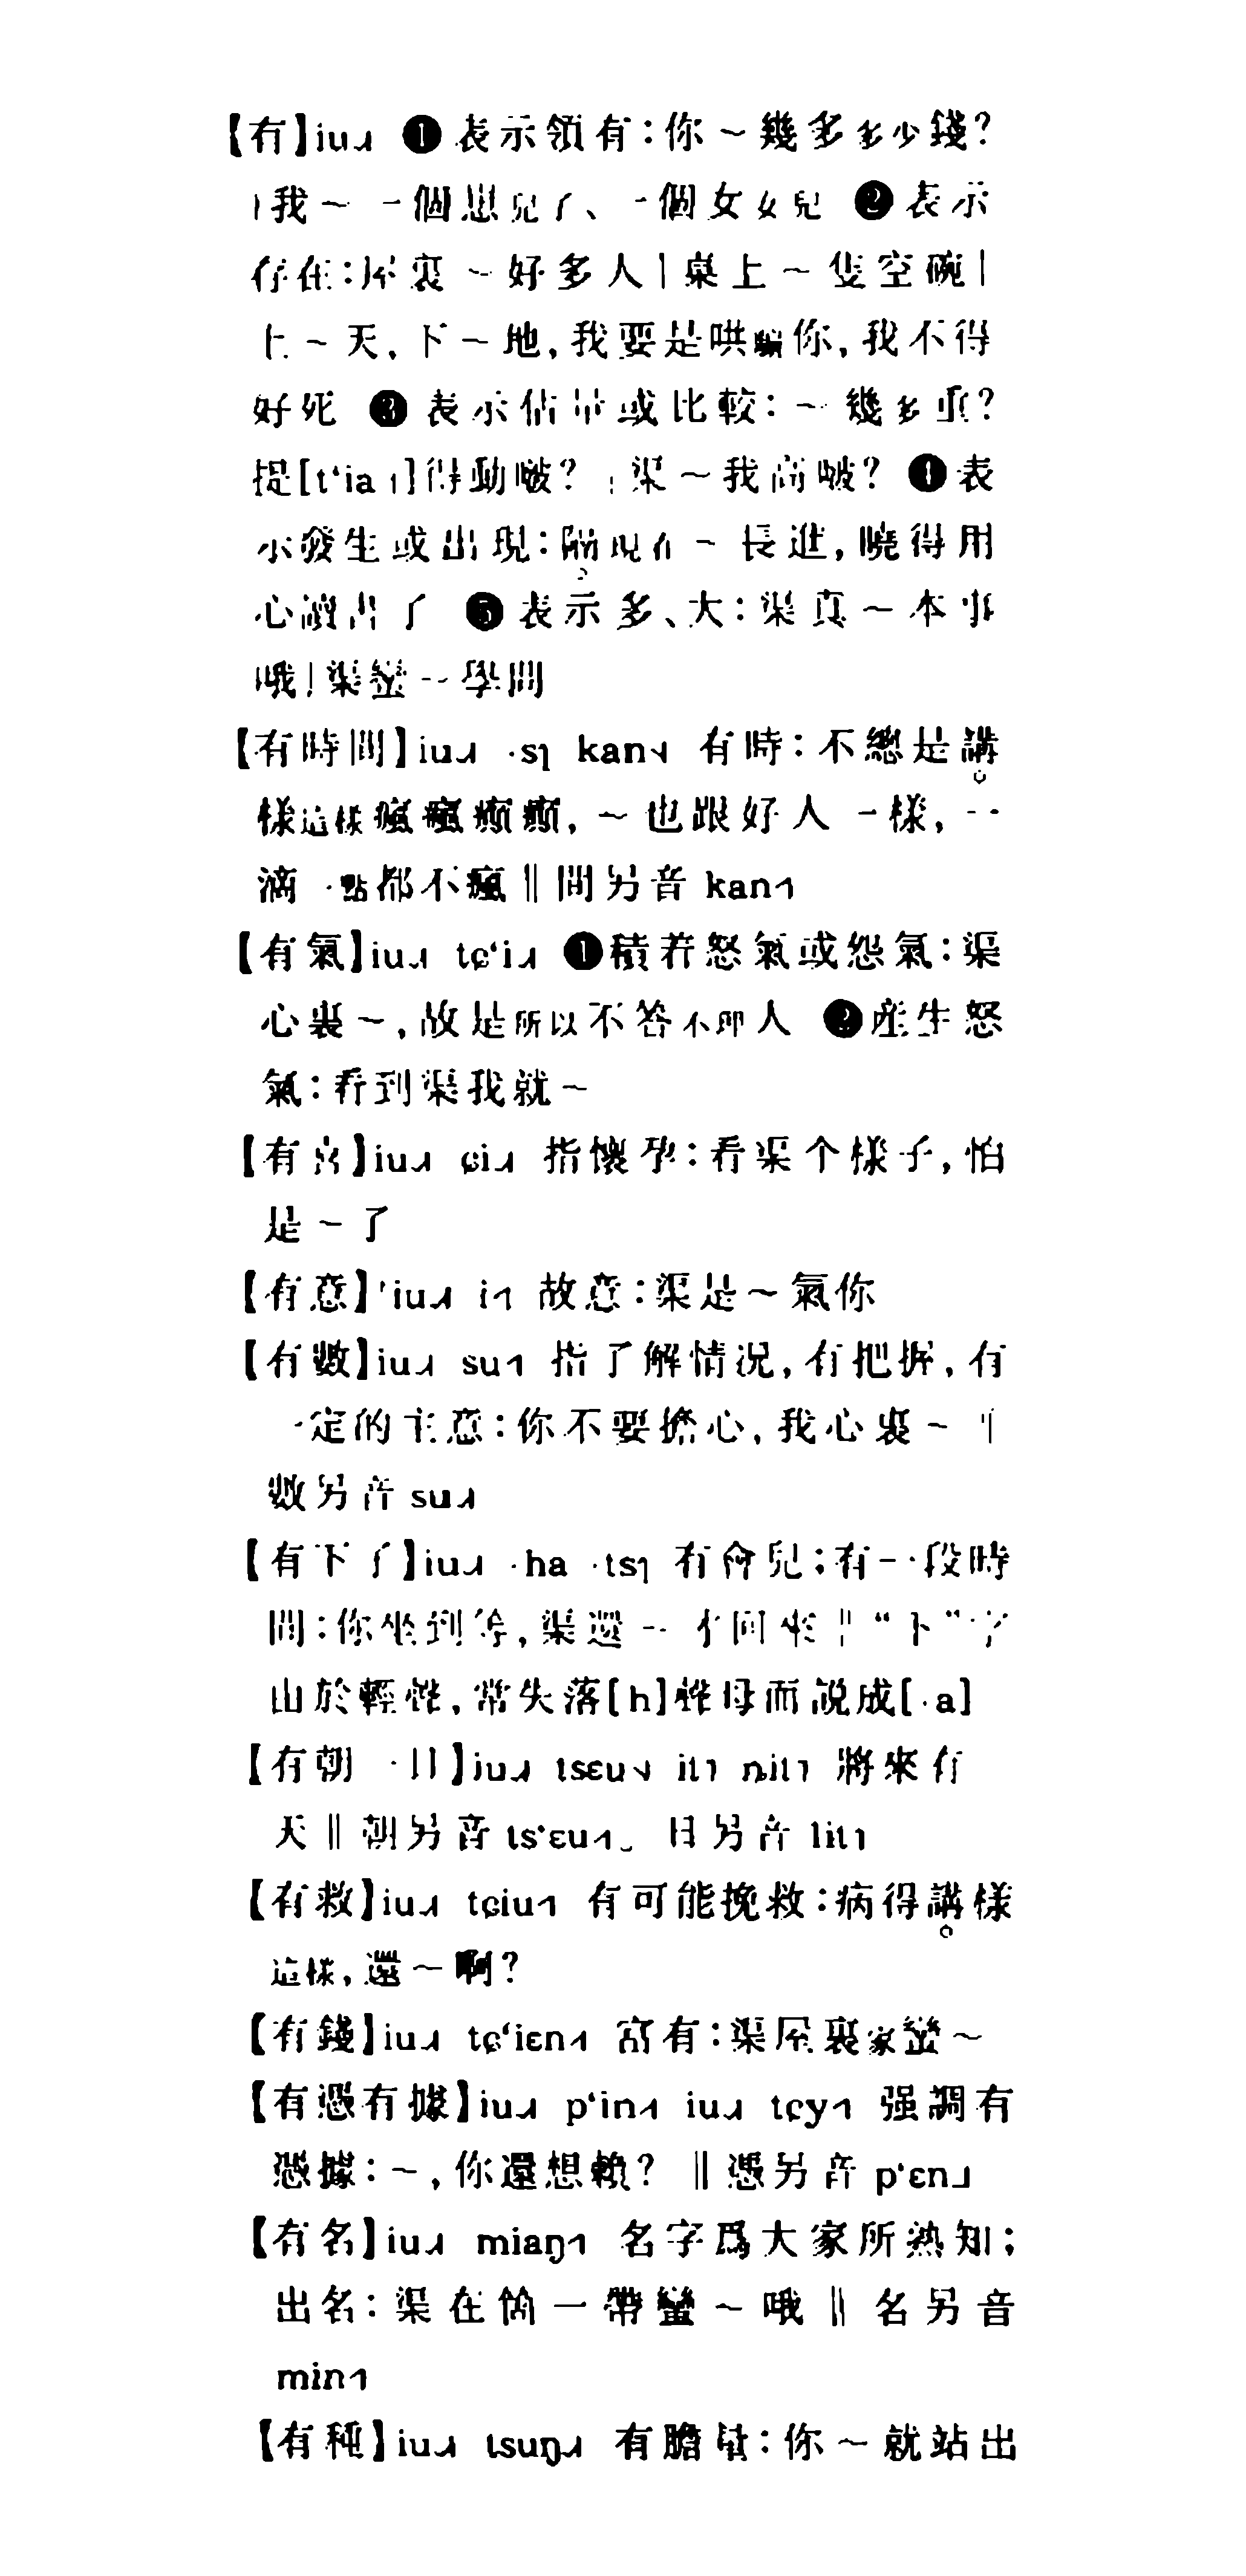 【有】iu˩ ❶表示領有：你～幾多多少錢？
｜我～一個思兒子、一個女女兒 ❷表示
存在：屋裏～好多人｜桌上～隻空碗｜
上～天，下～地，我要是哄騙你，我不得
好死 ❸表示估量或比較：～幾多重？
提[t‘ia]得動啵？｜渠～我高啵？❹表
示發生或出現：隔現在～長進，曉得用
心讀書了 ❺表示多、大：渠真～本事
哦｜渠蠻～學問
【有時間】iu˩ ·sɿ kan 有時：不總是講
樣這樣瘋瘋癲癲，～也跟好人一樣，一
滴一點都不瘋‖間另音 kan
【有氣】iu˩ tɕ‘i˩ ❶積着怒氣或怨氣：渠
心裏～，故是所以不答不即人 ❷産生怒
氣：看到渠我就～
【有喜】iu˩ ɕi˩ 指懷孕：看渠个樣子，怕
是～了
【有意】iu˩ i 故意：渠是～氣你
【有數】iu˩ su 指了解情况，有把握，有
一定的主意：你不要擔心，我心裏～‖
數另音 su˩
【有下子】iu˩ ·ha ·tsɿ 有會兒；有一段時
間：你坐到等，渠還～才回來‖“下”字
由於輕聲，常失落[h]聲母而説成[·a]
【有朝一日】iu˩ tsɛu it ȵit 將來有
天‖朝另音 ts‘ɛu，日另音 lit
【有救】iu˩ tɕiu 有可能挽救：病得講樣
這樣，還～啊？
【有錢】iu˩ tɕ‘iɛn 富有：渠屋裏家蠻～
【有憑有據】iu˩ p‘in iu˩ tɕy 强調有
憑據：～，你還想賴？‖憑另音 p‘ɛn
【有名】iu˩ miaŋ 名字爲大家所熟知；
出名：渠在箇一帶蠻～哦‖名另音
min
【有種】iu˩ tsuŋ˩ 有膽量：你～就站出